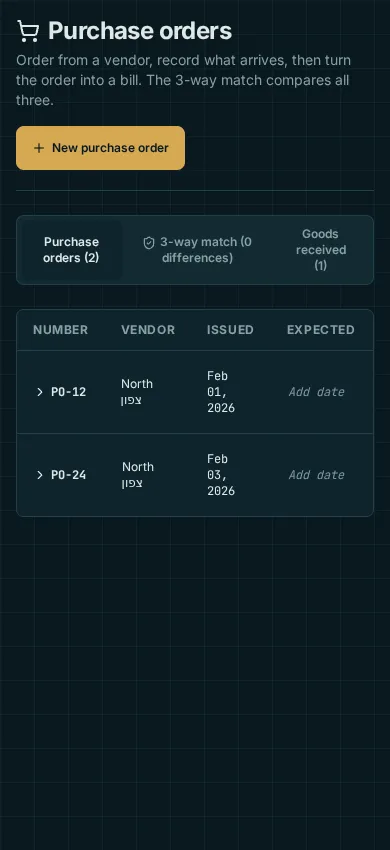 Purchase orders
Order from a vendor, record what arrives, then turn
the order into a bill. The 3-way match compares all
three.
New purchase order
Purchase
orders (2)
3-way match (0
differences)
Goods
received
(1)
NUMBER VENDOR ISSUED EXPECTED
PO-12
North
צפון
Feb
01,
2026
Add date
PO-24
North
צפון
Feb
03,
2026
Add date